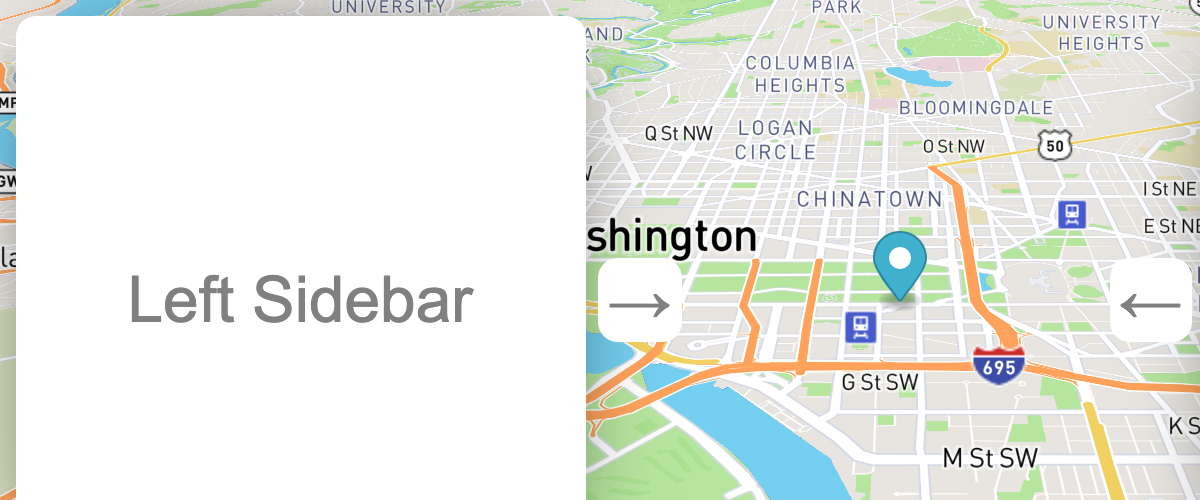 UNIVERSITY
PARK
UNIVERSITY
HEIGHTS
AND
COLUMBIA
HEIGHTS
BLOOMINGDALE
Q St NW
LOGAN
CIRCLE
O St NW
50
I St NE
CHINATOWN
E St NE
shington
Left Sidebar
→
←
695
G St SW
K S
M St SW